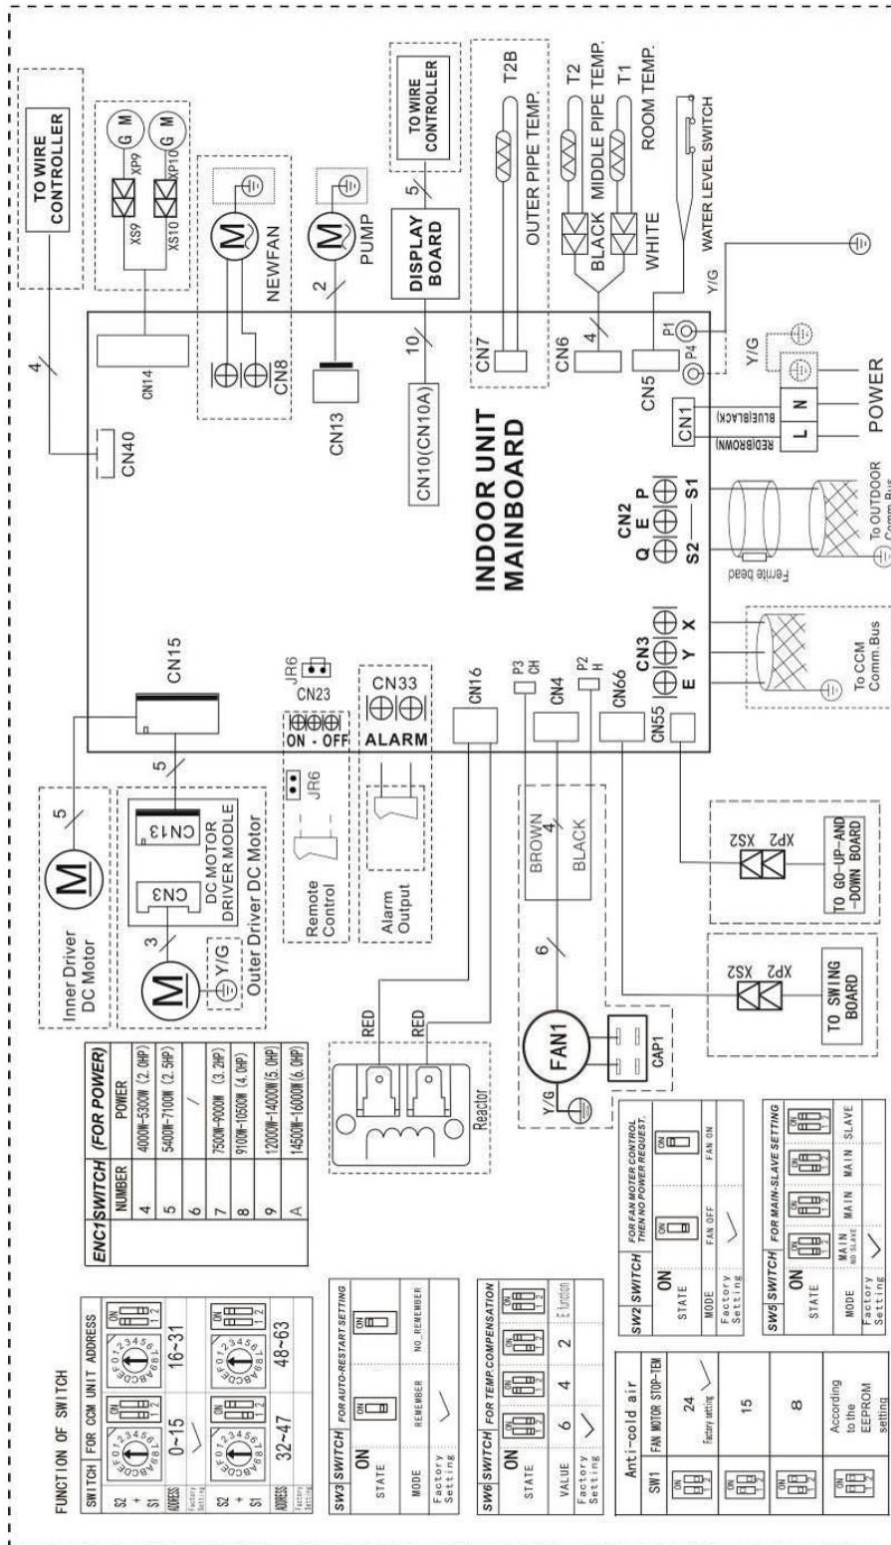 FUNCTION OF SWITCH
SWITCH FOR CCM UNIT ADDRESS
S2
+
S1
ON
1 2
0123456789ABCDEF
S2
+
S1
ADDRESS
0~15
16~31
Factory
Setting
ADDRESS
32~47
48~63
Factory
Setting
ENC1 SWITCH (FOR POWER)
NUMBER
POWER
4
4000W-5300W (2.0HP)
5
5400W-7100W (2.5HP)
6
/
7
7500W-9000W (3.2HP)
8
9100W-10500W (4.0HP)
9
12000W-14000W(5.0HP)
A
14500W-16000W(6.0HP)
SW3 SWITCH FOR AUTO-RESTART SETTING
ON
STATE
MODE
REMEMBER
NO_REMEMBER
Factory
Setting
SW6 SWITCH FOR TEMP.COMPENSATION
ON
STATE
VALUE
6
4
2
E function
Factory
Setting
Anti-cold air
SW1
FAN MOTOR STOP-TEM
24
Factory setting
15
8
According
to the
EEPROM
setting
SW2 SWITCH
FOR FAN MOTER CONTROL
THEN NO POWER REQUEST.
ON
STATE
MODE
FAN OFF
FAN ON
Factory
Setting
SW5 SWITCH FOR MAIN-SLAVE SETTING
ON
STATE
MODE
MAIN
NO SLAVE
MAIN
MAIN
SLAVE
Factory
Setting
Inner Driver
DC Motor
M
5
CN15
M
3
Y/G
CN3
CN13
DC MOTOR
DRIVER MODLE
Outer Driver DC Motor
5
Remote
Control
JR6
ON - OFF
CN23
JR6
Alarm
Output
ALARM
CN33
Reactor
RED
RED
CN16
FAN1
Y/G
CAP1
6
BROWN
4
BLACK
P3
CH
CN4
P2
H
CN66
CN55
XS2
XP2
TO SWING
BOARD
XS2
XP2
TO GO-UP-AND
-DOWN BOARD
INDOOR UNIT
MAINBOARD
CN3
E Y X
To CCM
Comm.Bus
CN2
Q E P
S2
S1
Ferrite bead
To OUTDOOR
Comm.Bus
CN1
RED(BROWN)
BLUE(BLACK)
L
N
Y/G
POWER
TO WIRE
CONTROLLER
4
CN40
G M
G M
XS9
XP9
XS10
XP10
CN14
M
NEWFAN
CN8
M
PUMP
2
CN13
TO WIRE
CONTROLLER
5
DISPLAY
BOARD
10
CN10(CN10A)
T2B
OUTER PIPE TEMP.
CN7
T2
MIDDLE PIPE TEMP.
BLACK
T1
ROOM TEMP.
WHITE
4
CN6
WATER LEVEL SWITCH
CN5
P1
P4
Y/G